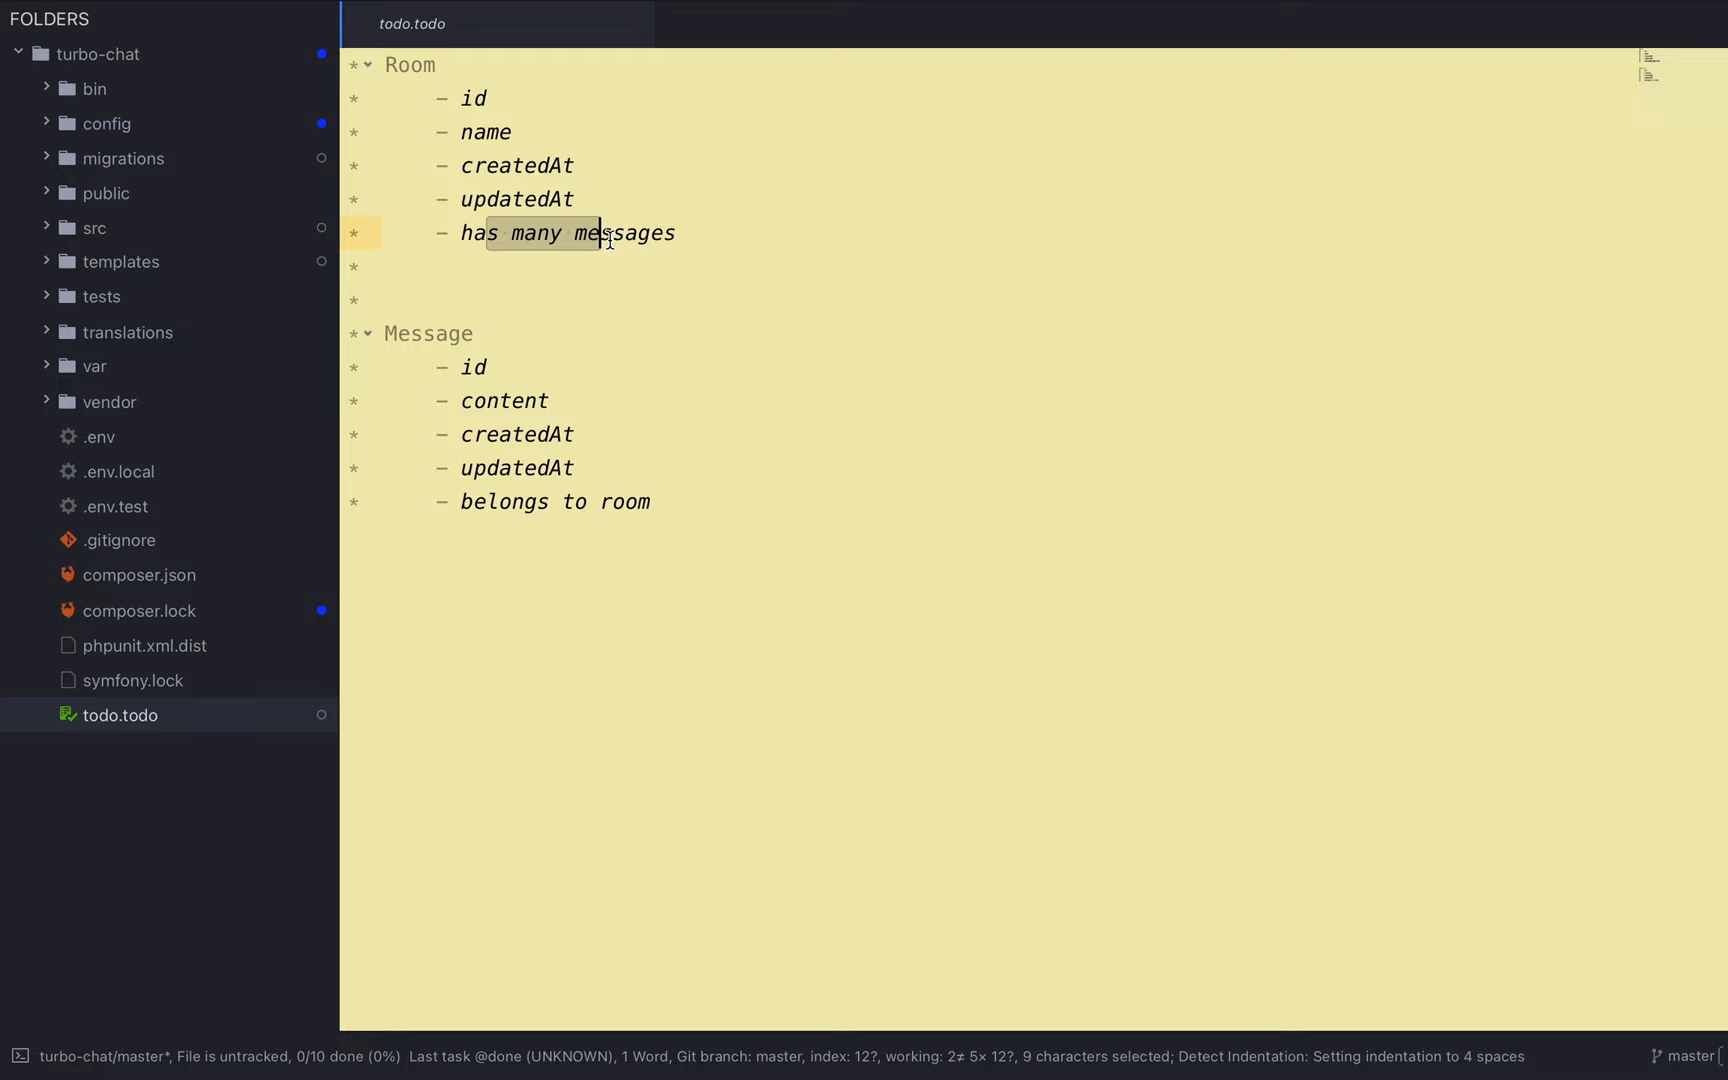 FOLDERS
turbo-chat
bin
config
migrations
public
src
templates
tests
translations
var
vendor
.env
.env.local
.env.test
.gitignore
composer.json
composer.lock
phpunit.xml.dist
symfony.lock
todo.todo
todo.todo
* Room
* - id
* - name
* - createdAt
* - updatedAt
* - has many messages
*
*
* Message
* - id
* - content
* - createdAt
* - updatedAt
* - belongs to room
turbo-chat/master*, File is untracked, 0/10 done (0%) Last task @done (UNKNOWN), 1 Word, Git branch: master, index: 12?, working: 2≠ 5× 12?, 9 characters selected; Detect Indentation: Setting indentation to 4 spaces
master